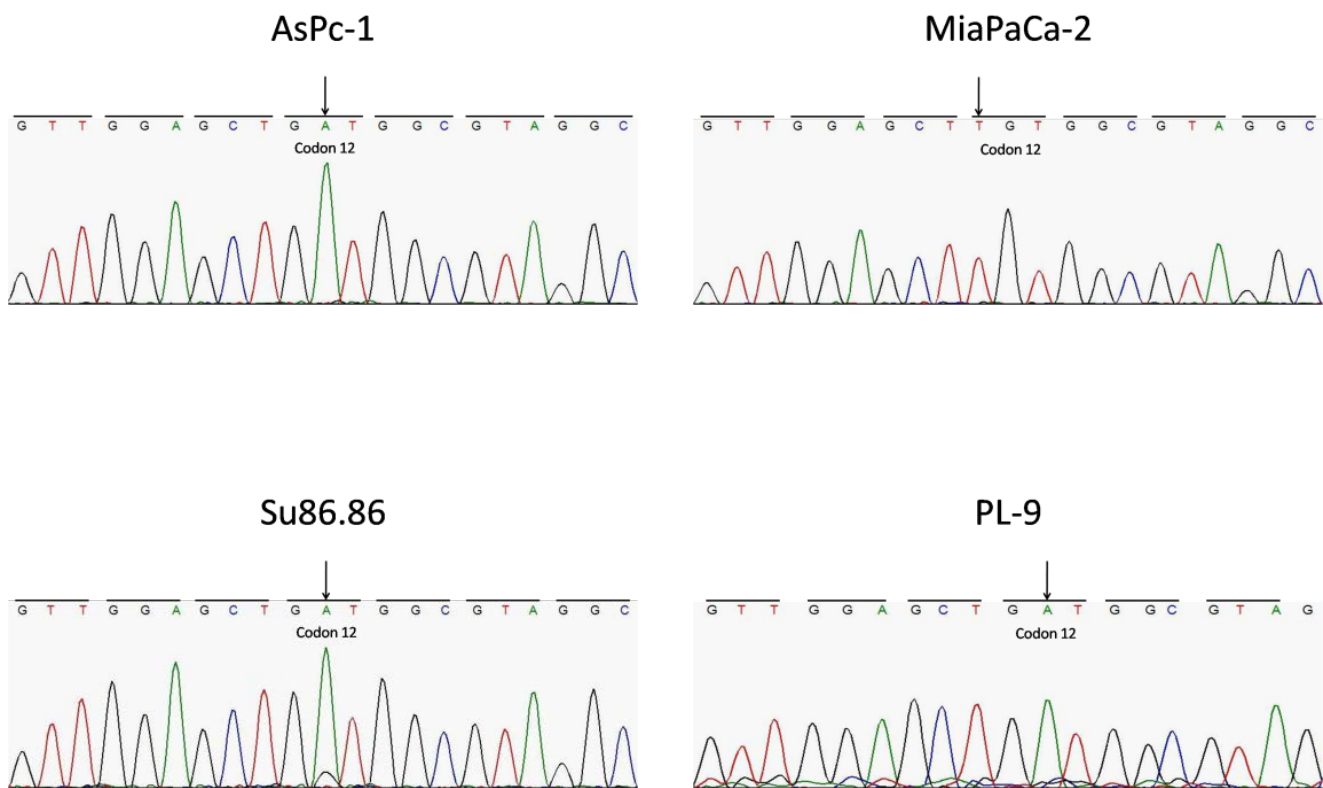 AsPc-1
G T T G G A G C T G A T G G C G T A G G C
Codon 12
MiaPaCa-2
G T T G G A G C T T G T G G C G T A G G C
Codon 12
Su86.86
G T T G G A G C T G A T G G C G T A G G C
Codon 12
PL-9
G T T G G A G C T G A T G G C G T A G
Codon 12